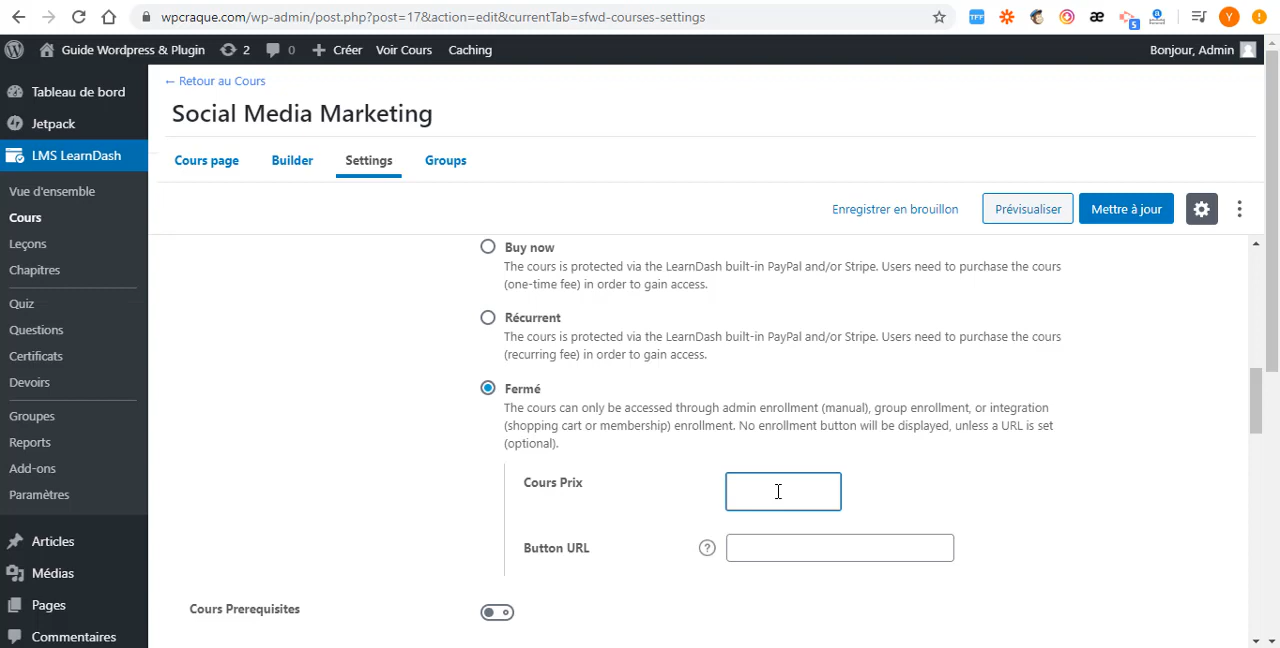 wpcraque.com/wp-admin/post.php?post=17&action=edit&currentTab=sfwd-courses-settings
TFF
æ
5
Y
Guide Wordpress & Plugin
2
0
Créer
Voir Cours
Caching
Bonjour, Admin
Tableau de bord
Jetpack
LMS LearnDash
Vue d'ensemble
Cours
Leçons
Chapitres
Quiz
Questions
Certificats
Devoirs
Groupes
Reports
Add-ons
Paramètres
Articles
Médias
Pages
Commentaires
← Retour au Cours
Social Media Marketing
Cours page
Builder
Settings
Groups
Enregistrer en brouillon
Prévisualiser
Mettre à jour
Buy now
The cours is protected via the LearnDash built-in PayPal and/or Stripe. Users need to purchase the cours
(one-time fee) in order to gain access.
Récurrent
The cours is protected via the LearnDash built-in PayPal and/or Stripe. Users need to purchase the cours
(recurring fee) in order to gain access.
Fermé
The cours can only be accessed through admin enrollment (manual), group enrollment, or integration
(shopping cart or membership) enrollment. No enrollment button will be displayed, unless a URL is set
(optional).
Cours Prix
Button URL
?
Cours Prerequisites